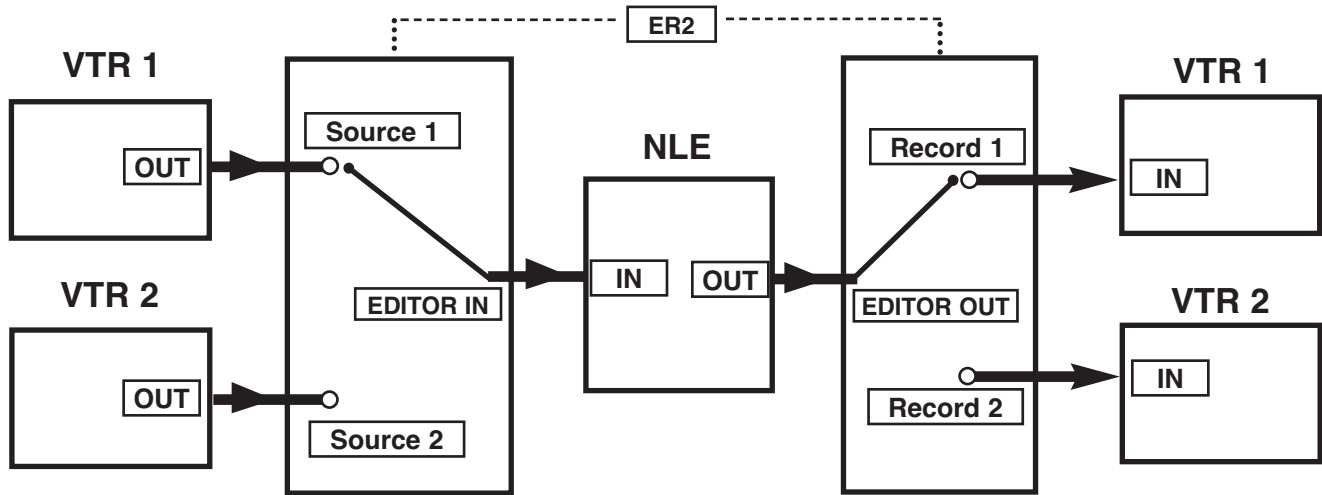 ER2
VTR 1
OUT
VTR 2
OUT
Source 1
EDITOR IN
Source 2
NLE
IN
OUT
Record 1
EDITOR OUT
Record 2
VTR 1
IN
VTR 2
IN